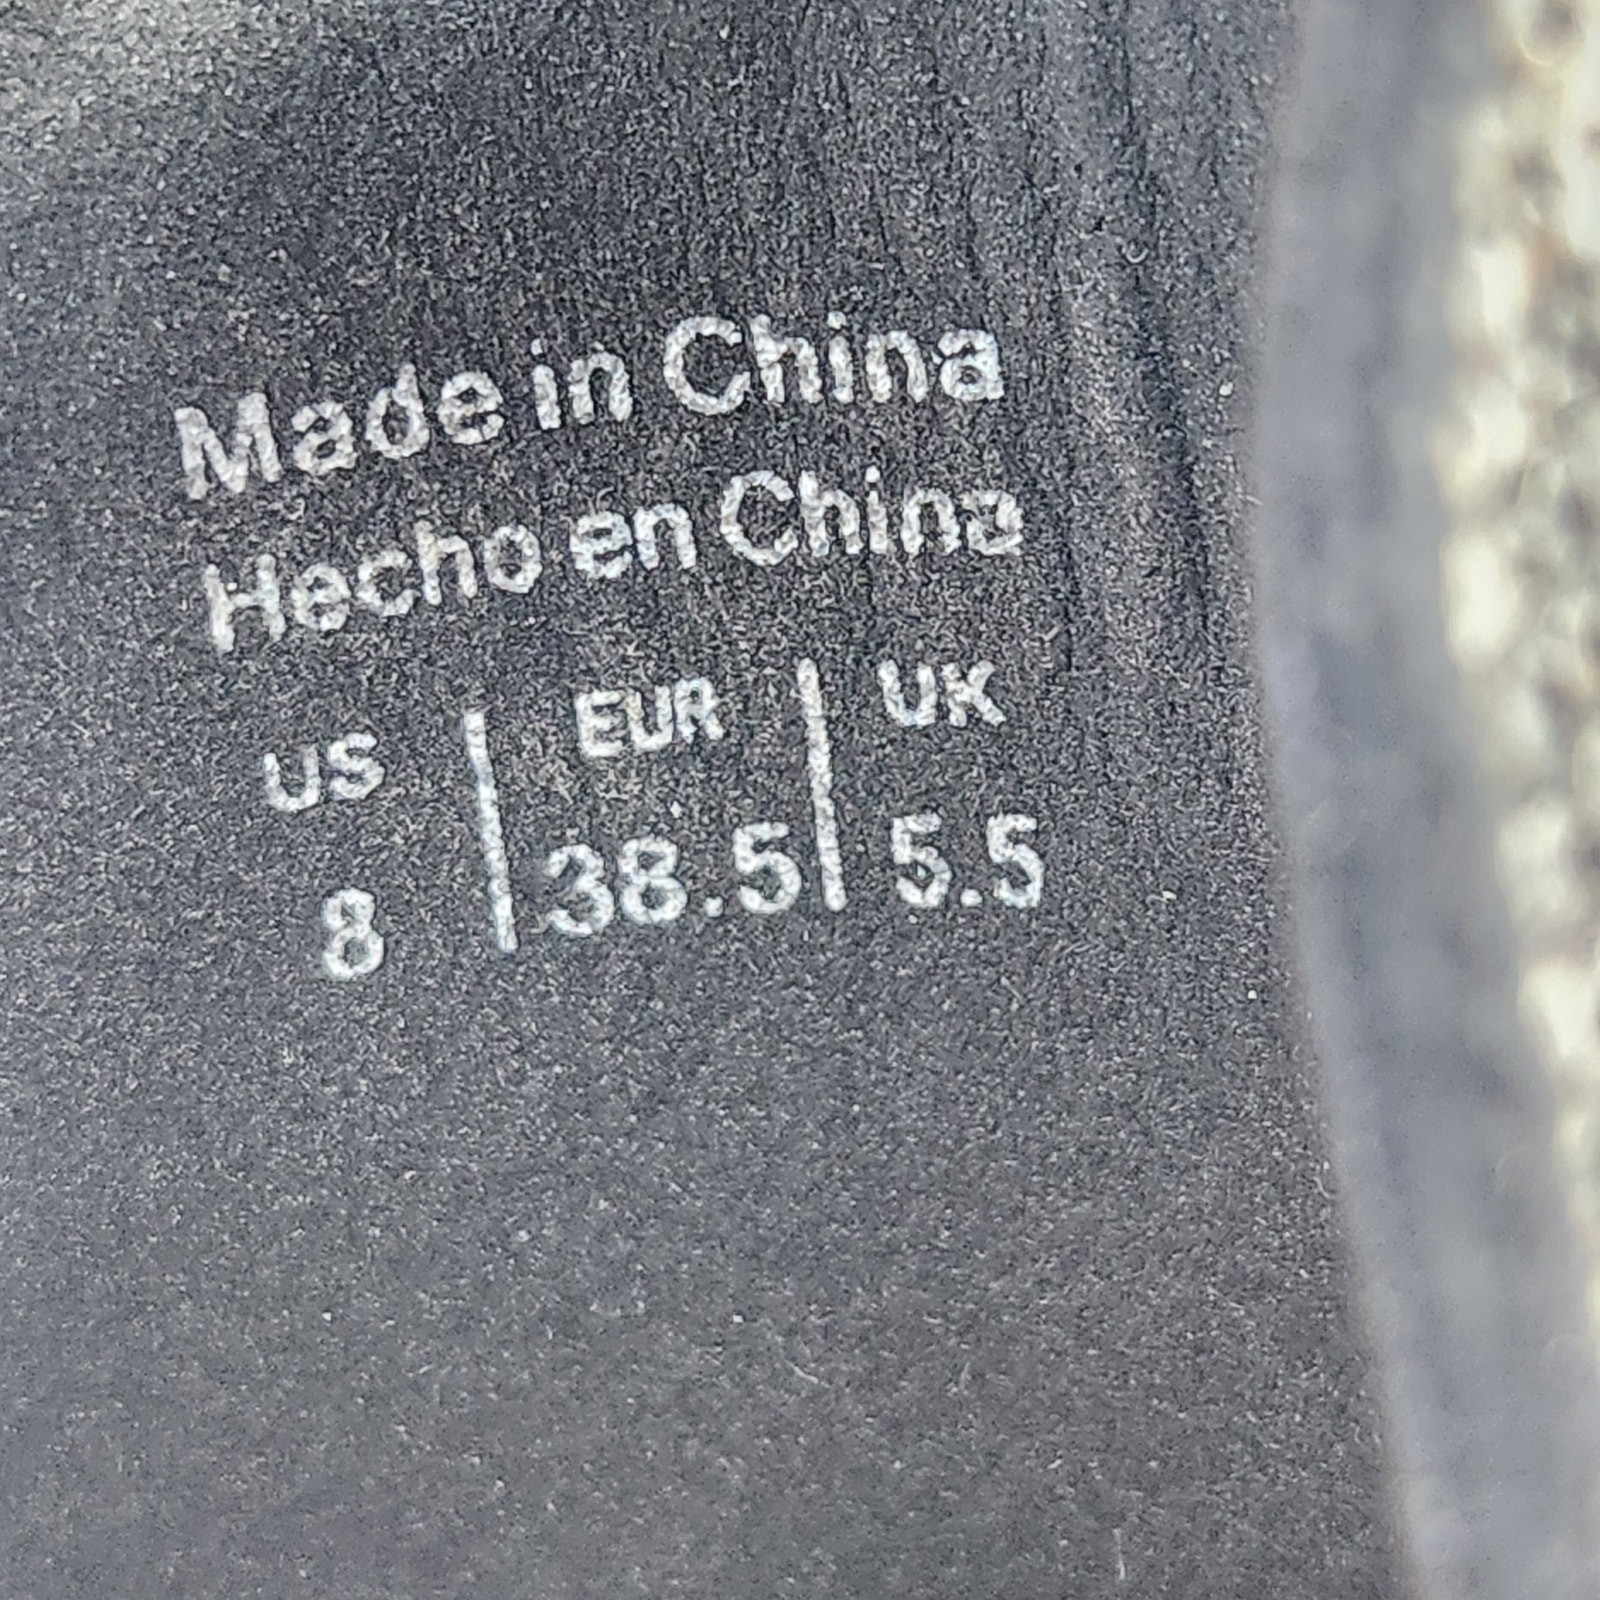 Made in China
Hecho en China
US | EUR | UK
8 | 38.5 | 5.5